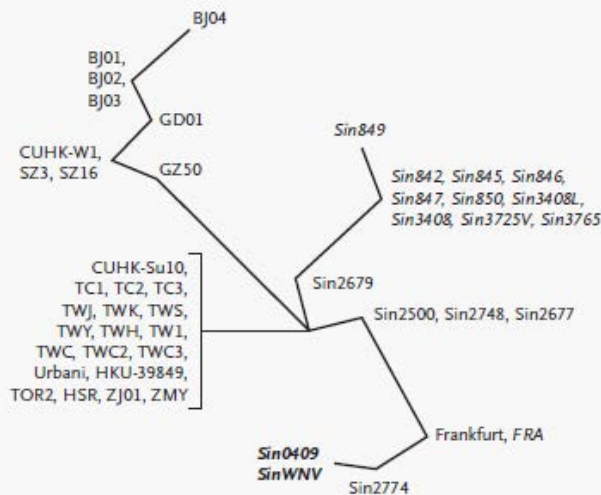 BJ04
BJ01,
BJ02,
BJ03
GD01
CUHK-W1,
SZ3, SZ16
GZ50
Sin849
Sin842, Sin845, Sin846,
Sin847, Sin850, Sin3408L,
Sin3408, Sin3725V, Sin3765
Sin2679
CUHK-Su10,
TC1, TC2, TC3,
TWJ, TWK, TWS,
TWY, TWH, TW1,
TWC, TWC2, TWC3,
Urbani, HKU-39849,
TOR2, HSR, ZJ01, ZMY
Sin2500, Sin2748, Sin2677
Frankfurt, FRA
Sin0409
SinWNV
Sin2774